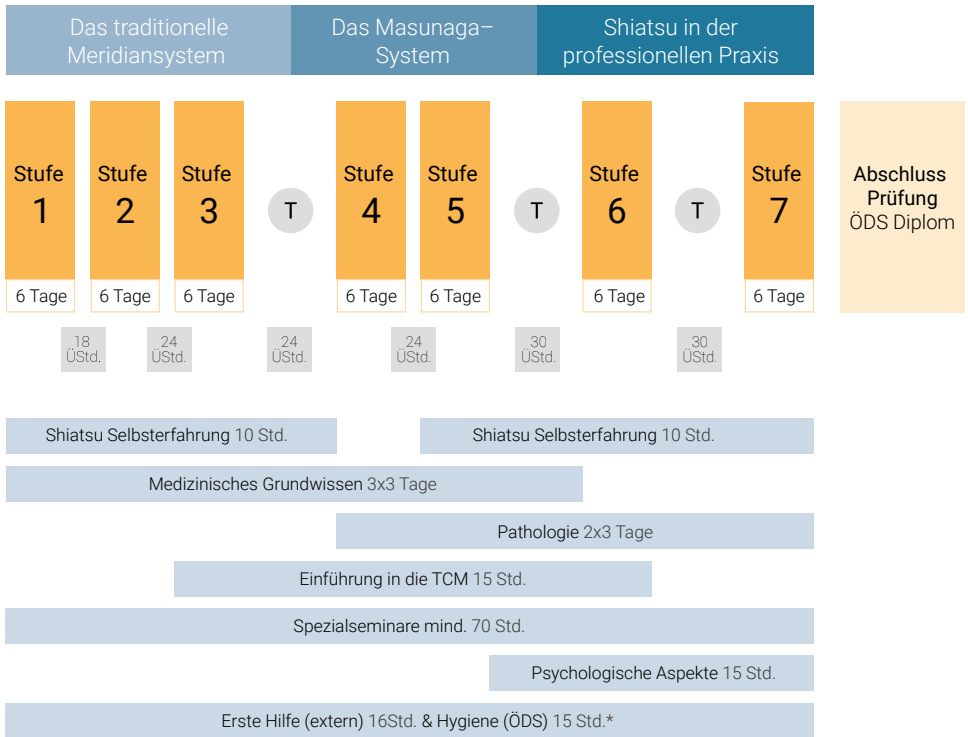 Das traditionelle
Meridiansystem
Das Masunaga–
System
Shiatsu in der
professionellen Praxis
Stufe
1
Stufe
2
Stufe
3
T
Stufe
4
Stufe
5
T
Stufe
6
T
Stufe
7
Abschluss
Prüfung
ÖDS Diplom
6 Tage
6 Tage
6 Tage
6 Tage
6 Tage
6 Tage
6 Tage
18
ÜStd.
24
ÜStd.
24
ÜStd.
24
ÜStd.
30
ÜStd.
30
ÜStd.
Shiatsu Selbsterfahrung 10 Std.
Shiatsu Selbsterfahrung 10 Std.
Medizinisches Grundwissen 3x3 Tage
Pathologie 2x3 Tage
Einführung in die TCM 15 Std.
Spezialseminare mind. 70 Std.
Psychologische Aspekte 15 Std.
Erste Hilfe (extern) 16Std. & Hygiene (ÖDS) 15 Std.*